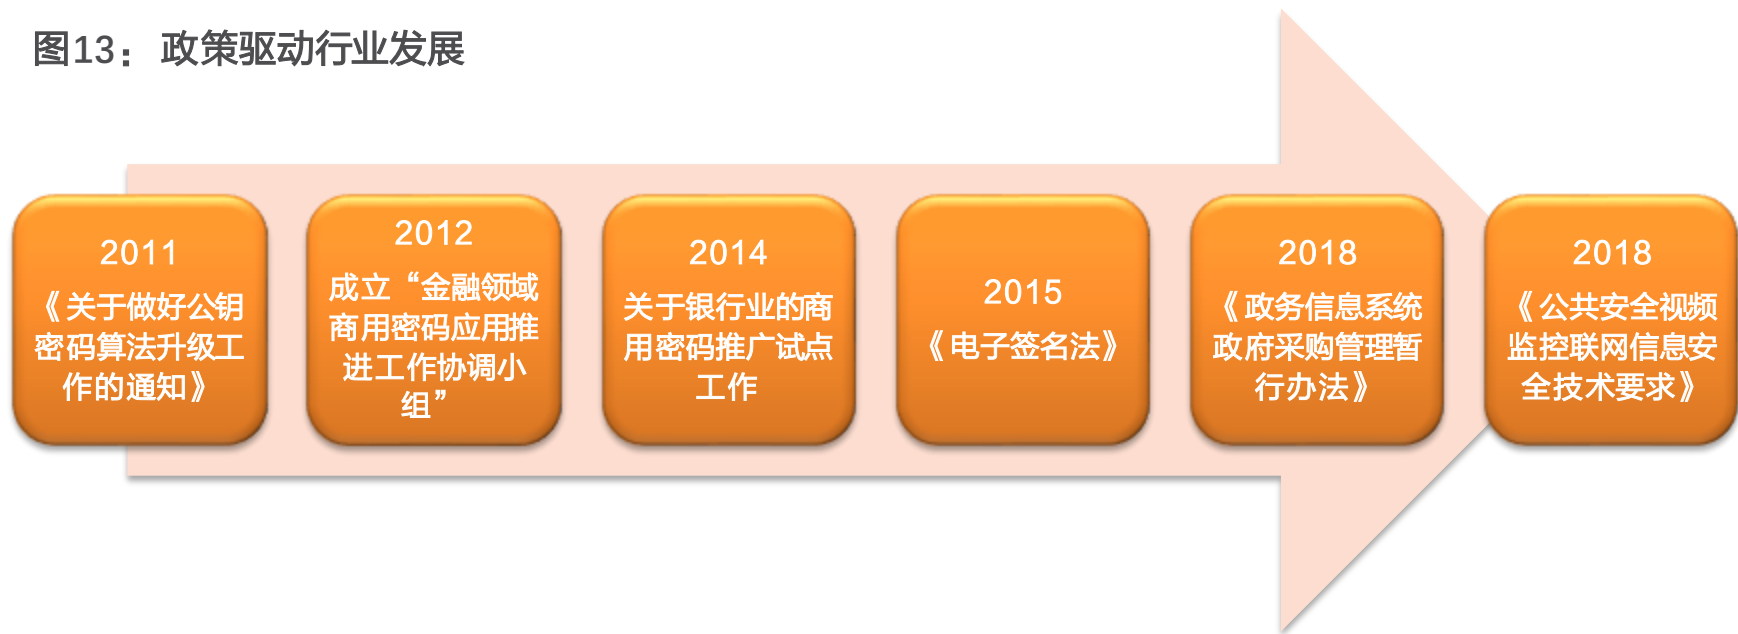 图13：政策驱动行业发展
2011
《关于做好公钥
密码算法升级工
作的通知》
2012
成立“金融领域
商用密码应用推
进工作协调小
组”
2014
关于银行业的商
用密码推广试点
工作
2015
《电子签名法》
2018
《政务信息系统
政府采购管理暂
行办法》
2018
《公共安全视频
监控联网信息安
全技术要求》